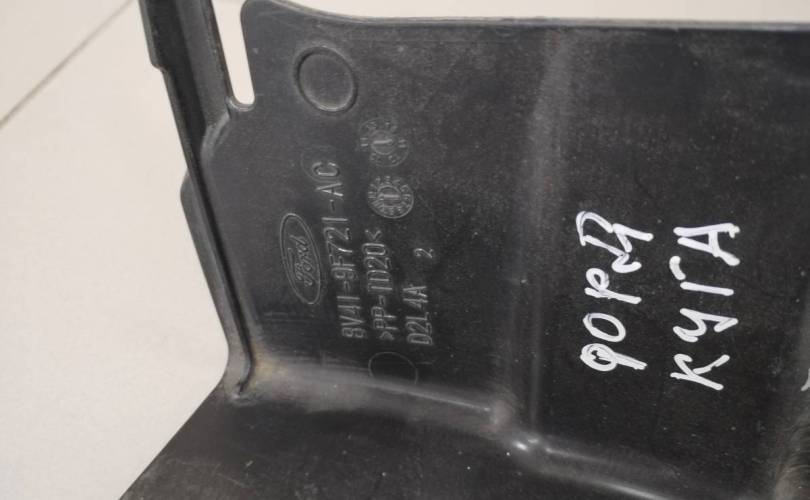 Ford
8V41-9F721-AC
>PP-TD20<
D2L4A 2
ФОРД
КУГА